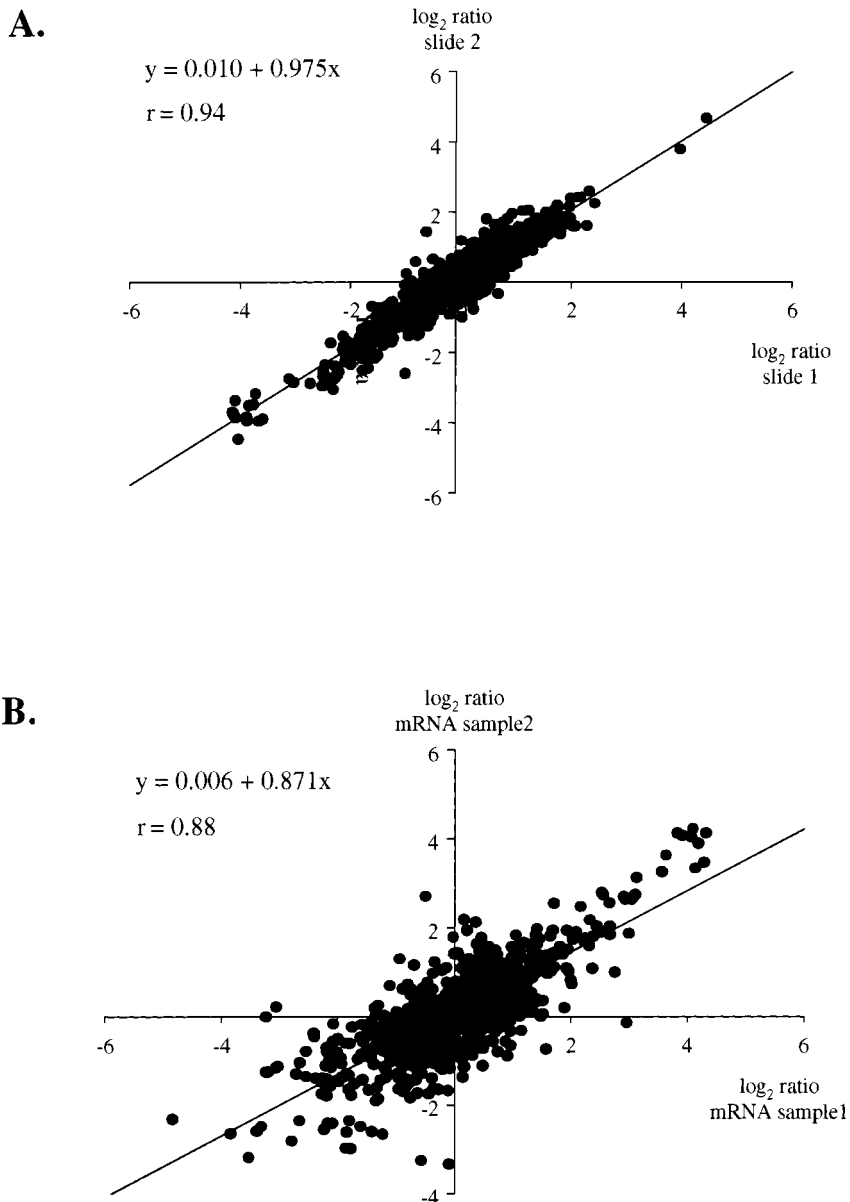 A.
log2 ratio
slide 2
y = 0.010 + 0.975x
r = 0.94
6
4
2
-6 -4 -2 2 4 6
-2
log2 ratio
slide 1
-4
-6
B.
log2 ratio
mRNA sample2
y = 0.006 + 0.871x
r = 0.88
6
4
2
-6 -4 2 4 6
log2 ratio
mRNA sample1
-2
-4